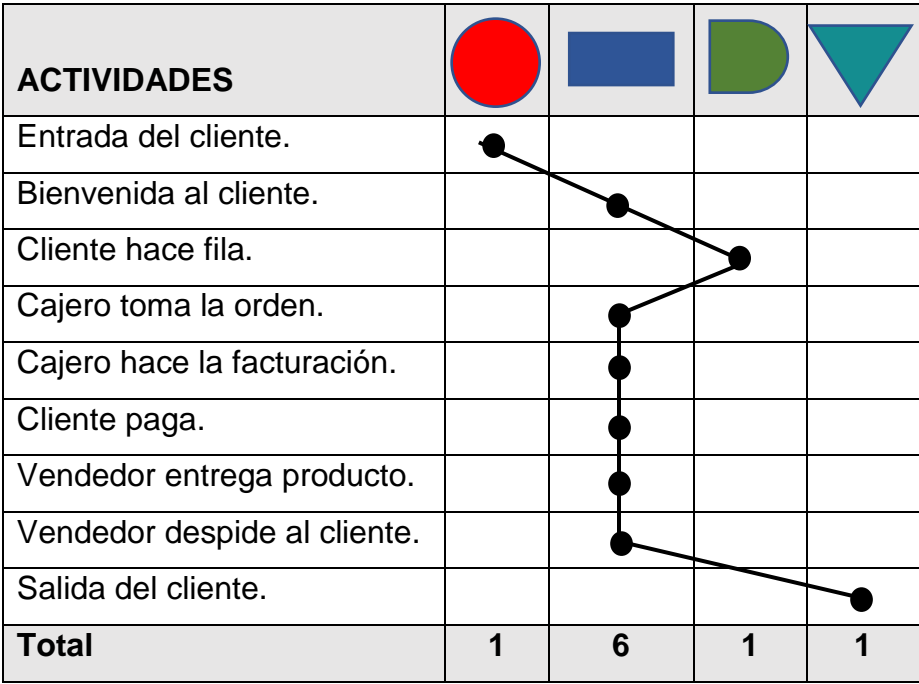 ACTIVIDADES
Entrada del cliente.
Bienvenida al cliente.
Cliente hace fila.
Cajero toma la orden.
Cajero hace la facturación.
Cliente paga.
Vendedor entrega producto.
Vendedor despide al cliente.
Salida del cliente.
Total 1 6 1 1